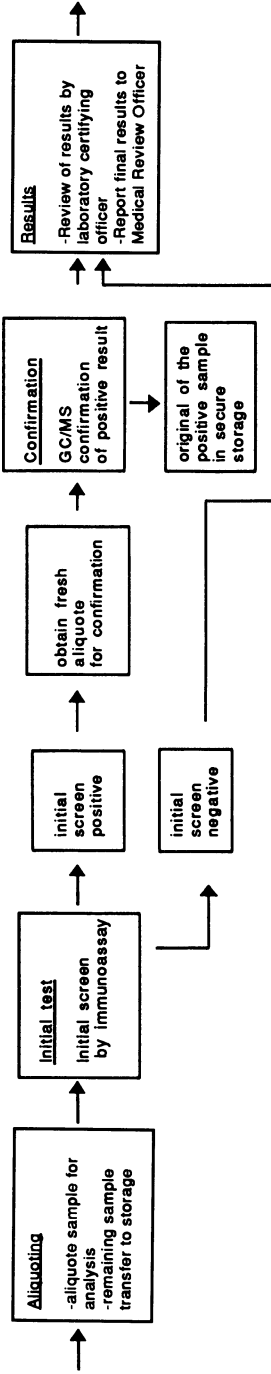 Aliquoting
-aliquote sample for
analysis
-remaining sample
transfer to storage
Initial test
Initial screen
by immunoassay
initial
screen
positive
initial
screen
negative
obtain fresh
aliquote
for confirmation
Confirmation
GC/MS
confirmation
of positive result
original of the
positive sample
in secure
storage
Results
-Review of results by
laboratory certifying
officer
-Report final results to
Medical Review Officer